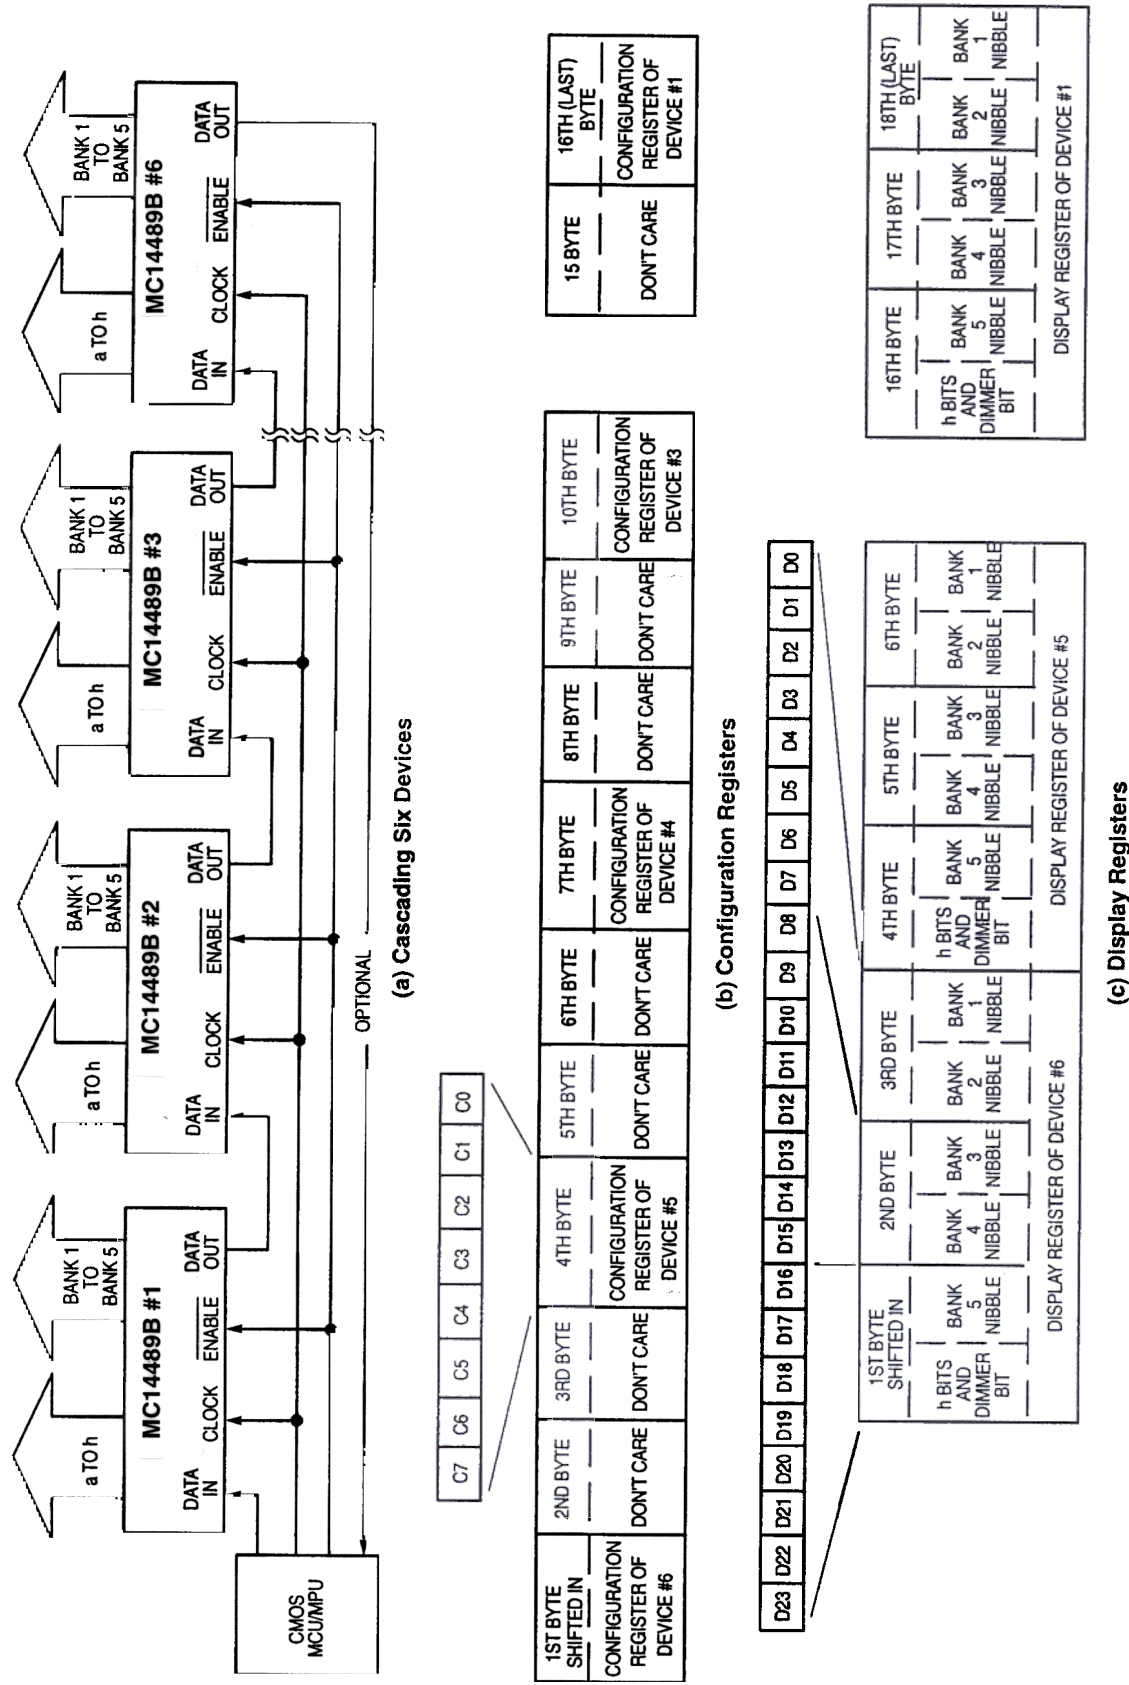 BANK 1
TO
BANK 5
a TO h
MC14489B #1
DATA
IN
CLOCK
ENABLE
DATA
OUT
BANK 1
TO
BANK 5
a TO h
MC14489B #2
DATA
IN
CLOCK
ENABLE
DATA
OUT
BANK 1
TO
BANK 5
a TO h
MC14489B #3
DATA
IN
CLOCK
ENABLE
DATA
OUT
BANK 1
TO
BANK 5
a TO h
MC14489B #6
DATA
IN
CLOCK
ENABLE
DATA
OUT
CMOS
MCU/MPU
OPTIONAL
(a) Cascading Six Devices
C7 C6 C5 C4 C3 C2 C1 C0
1ST BYTE
SHIFTED IN
CONFIGURATION
REGISTER OF
DEVICE #6
2ND BYTE
DON'T CARE
3RD BYTE
DON'T CARE
4TH BYTE
CONFIGURATION
REGISTER OF
DEVICE #5
5TH BYTE
DON'T CARE
6TH BYTE
DON'T CARE
7TH BYTE
CONFIGURATION
REGISTER OF
DEVICE #4
8TH BYTE
DON'T CARE
9TH BYTE
DON'T CARE
10TH BYTE
CONFIGURATION
REGISTER OF
DEVICE #3
15 BYTE
DON'T CARE
16TH (LAST)
BYTE
CONFIGURATION
REGISTER OF
DEVICE #1
(b) Configuration Registers
D23 D22 D21 D20 D19 D18 D17 D16 D15 D14 D13 D12 D11 D10 D9 D8 D7 D6 D5 D4 D3 D2 D1 D0
1ST BYTE
SHIFTED IN
h BITS
AND
DIMMER
BIT
BANK
5
NIBBLE
2ND BYTE
BANK
4
NIBBLE
BANK
3
NIBBLE
3RD BYTE
BANK
2
NIBBLE
BANK
1
NIBBLE
DISPLAY REGISTER OF DEVICE #6
4TH BYTE
h BITS
AND
DIMMER
BIT
BANK
5
NIBBLE
5TH BYTE
BANK
4
NIBBLE
BANK
3
NIBBLE
6TH BYTE
BANK
2
NIBBLE
BANK
1
NIBBLE
DISPLAY REGISTER OF DEVICE #5
16TH BYTE
h BITS
AND
DIMMER
BIT
BANK
5
NIBBLE
17TH BYTE
BANK
4
NIBBLE
BANK
3
NIBBLE
18TH (LAST)
BYTE
BANK
2
NIBBLE
BANK
1
NIBBLE
DISPLAY REGISTER OF DEVICE #1
(c) Display Registers